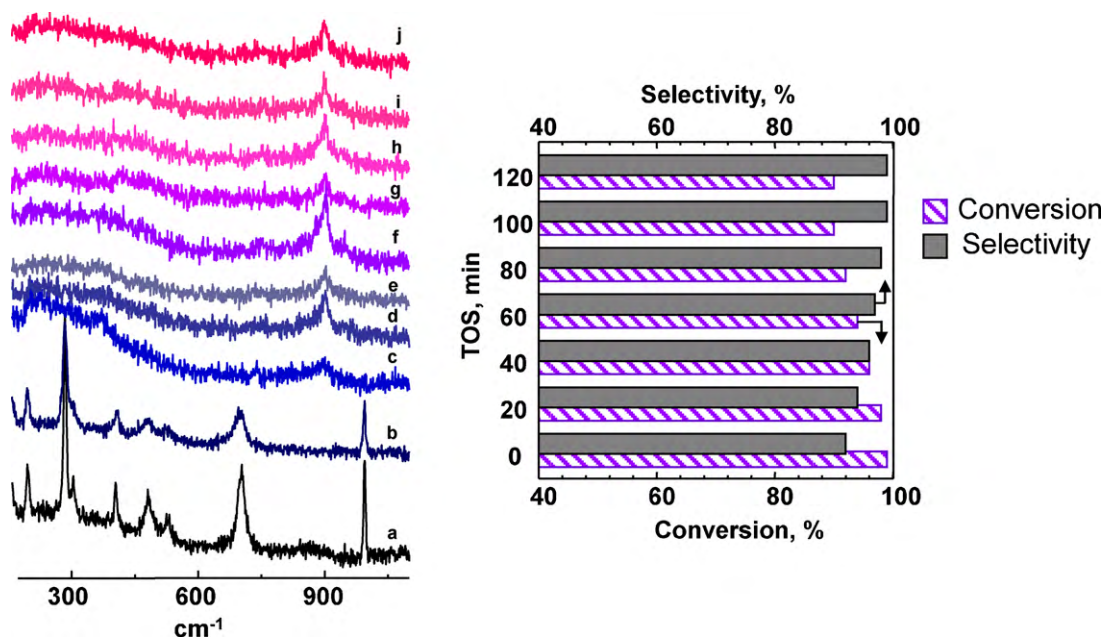 j
i
h
g
f
e
d
c
b
a
300 600 900
cm-1
Selectivity, %
40 60 80 100
120
100
80
60
40
20
0
TOS, min
40 60 80 100
Conversion, %
Conversion
Selectivity